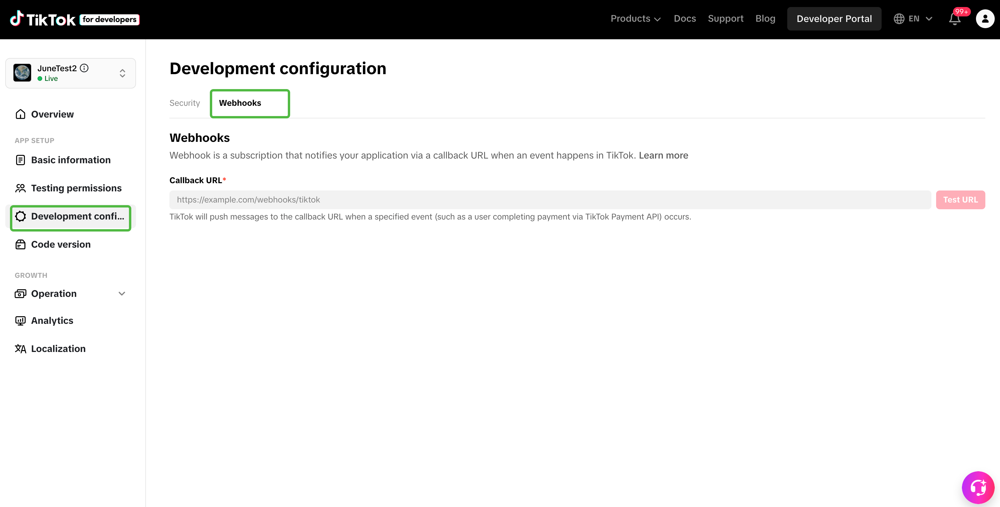 TikTok for developers
Products
Docs
Support
Blog
Developer Portal
EN
99+
JuneTest2
Live
Overview
APP SETUP
Basic information
Testing permissions
Development confi...
Code version
GROWTH
Operation
Analytics
Localization
Development configuration
Security
Webhooks
Webhooks
Webhook is a subscription that notifies your application via a callback URL when an event happens in TikTok. Learn more
Callback URL*
https://example.com/webhooks/tiktok
Test URL
TikTok will push messages to the callback URL when a specified event (such as a user completing payment via TikTok Payment API) occurs.